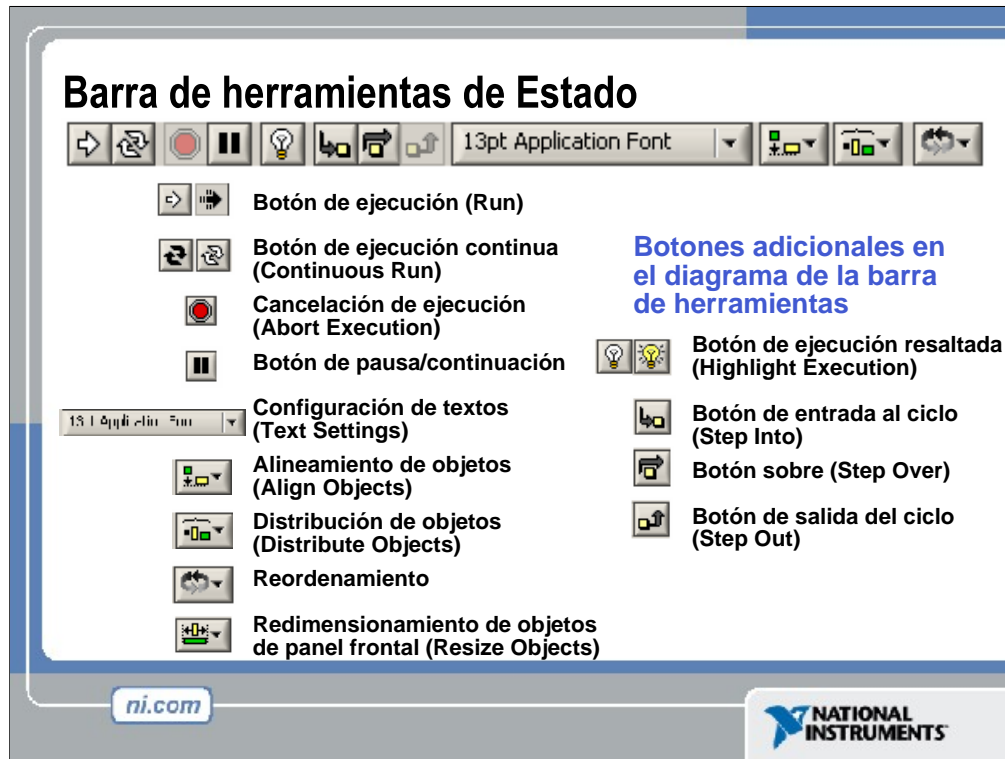 Barra de herramientas de Estado
13pt Application Font
Botón de ejecución (Run)
Botón de ejecución continua
(Continuous Run)
Cancelación de ejecución
(Abort Execution)
Botón de pausa/continuación
Configuración de textos
(Text Settings)
Alineamiento de objetos
(Align Objects)
Distribución de objetos
(Distribute Objects)
Reordenamiento
Redimensionamiento de objetos
de panel frontal (Resize Objects)
Botones adicionales en
el diagrama de la barra
de herramientas
Botón de ejecución resaltada
(Highlight Execution)
Botón de entrada al ciclo
(Step Into)
Botón sobre (Step Over)
Botón de salida del ciclo
(Step Out)
ni.com
NATIONAL
INSTRUMENTS